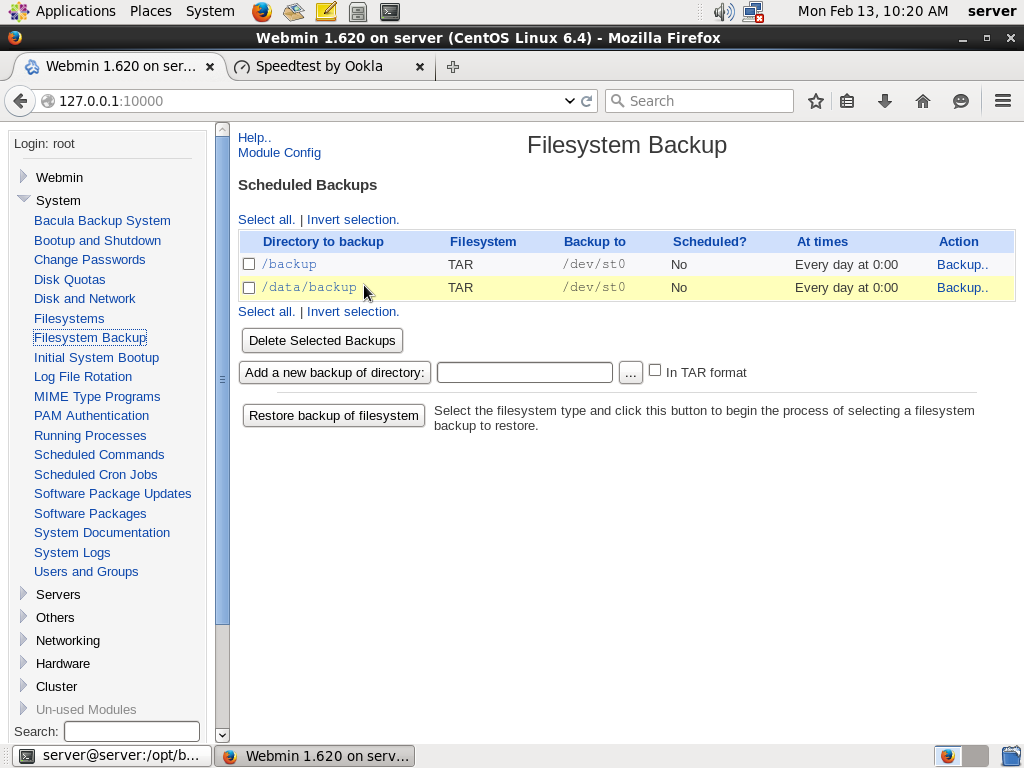 Applications Places System Mon Feb 13, 10:20 AM server
Webmin 1.620 on server (CentOS Linux 6.4) - Mozilla Firefox
Webmin 1.620 on ser... Speedtest by Ookla
127.0.0.1:10000 Search
Login: root
Webmin
System
Bacula Backup System
Bootup and Shutdown
Change Passwords
Disk Quotas
Disk and Network
Filesystems
Filesystem Backup
Initial System Bootup
Log File Rotation
MIME Type Programs
PAM Authentication
Running Processes
Scheduled Commands
Scheduled Cron Jobs
Software Package Updates
Software Packages
System Documentation
System Logs
Users and Groups
Servers
Others
Networking
Hardware
Cluster
Un-used Modules
Search:
Help..
Module Config
Filesystem Backup
Scheduled Backups
Select all. | Invert selection.
Directory to backup Filesystem Backup to Scheduled? At times Action
/backup TAR /dev/st0 No Every day at 0:00 Backup..
/data/backup TAR /dev/st0 No Every day at 0:00 Backup..
Select all. | Invert selection.
Delete Selected Backups
Add a new backup of directory: ... In TAR format
Restore backup of filesystem Select the filesystem type and click this button to begin the process of selecting a filesystem
backup to restore.
server@server:/opt/b... Webmin 1.620 on serv...